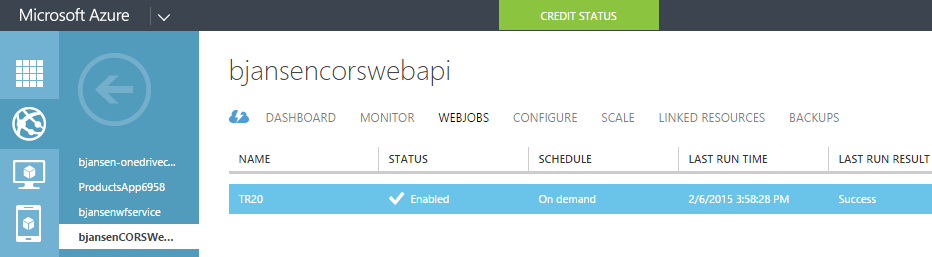 Microsoft Azure
CREDIT STATUS
bjansen-onedrivec...
ProductsApp6958
bjansenwfservice
bjansenCORSWe...
bjansencorswebapi
DASHBOARD MONITOR WEBJOBS CONFIGURE SCALE LINKED RESOURCES BACKUPS
NAME STATUS SCHEDULE LAST RUN TIME LAST RUN RESULT
TR20 Enabled On demand 2/6/2015 3:58:28 PM Success